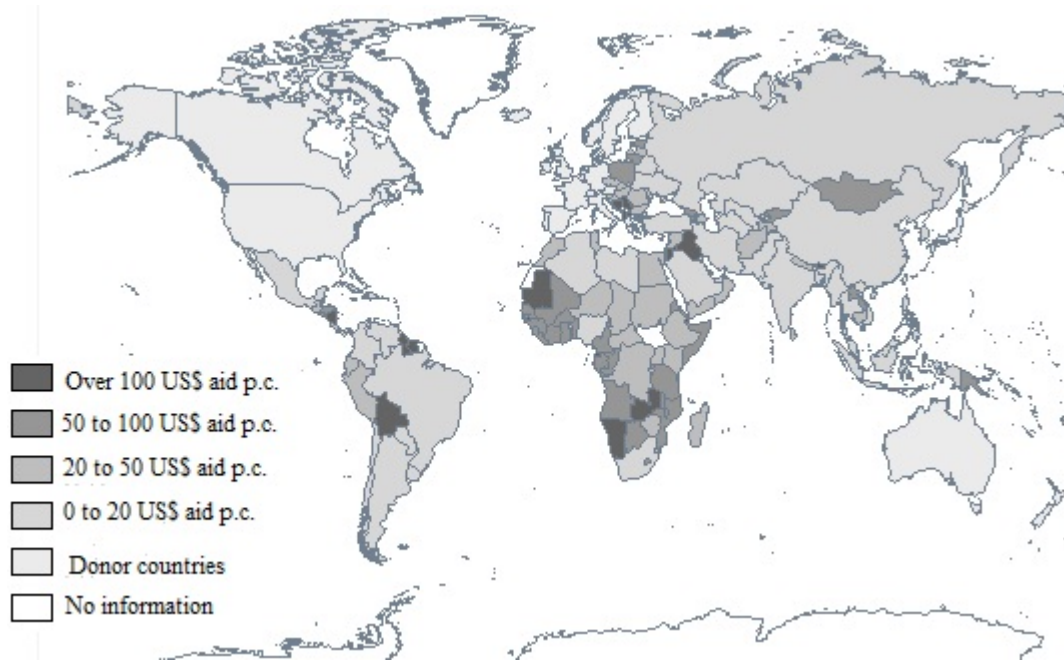 Over 100 US$ aid p.c.
50 to 100 US$ aid p.c.
20 to 50 US$ aid p.c.
0 to 20 US$ aid p.c.
Donor countries
No information